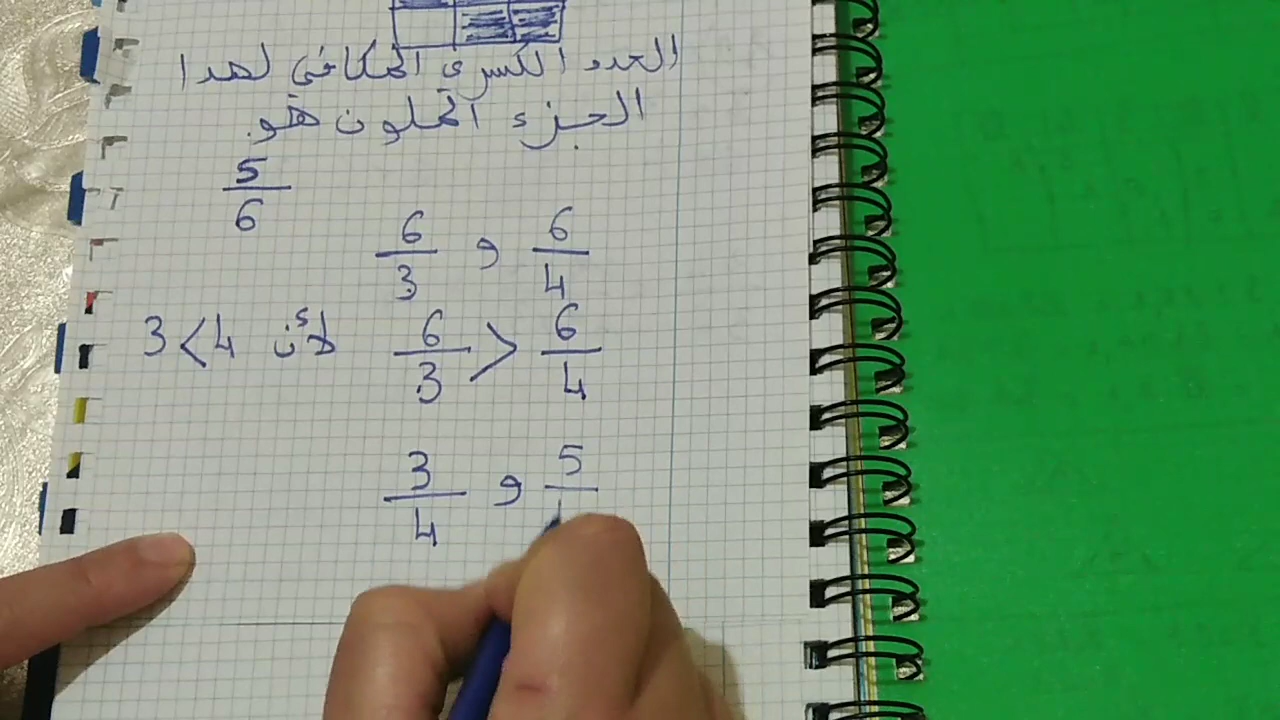 العدد الكسري المكافئ لهدا
الجزء الملون هو.
5/6
6/4 و 6/3
6/4 < 6/3 لأن 4 > 3
5/ و 3/4